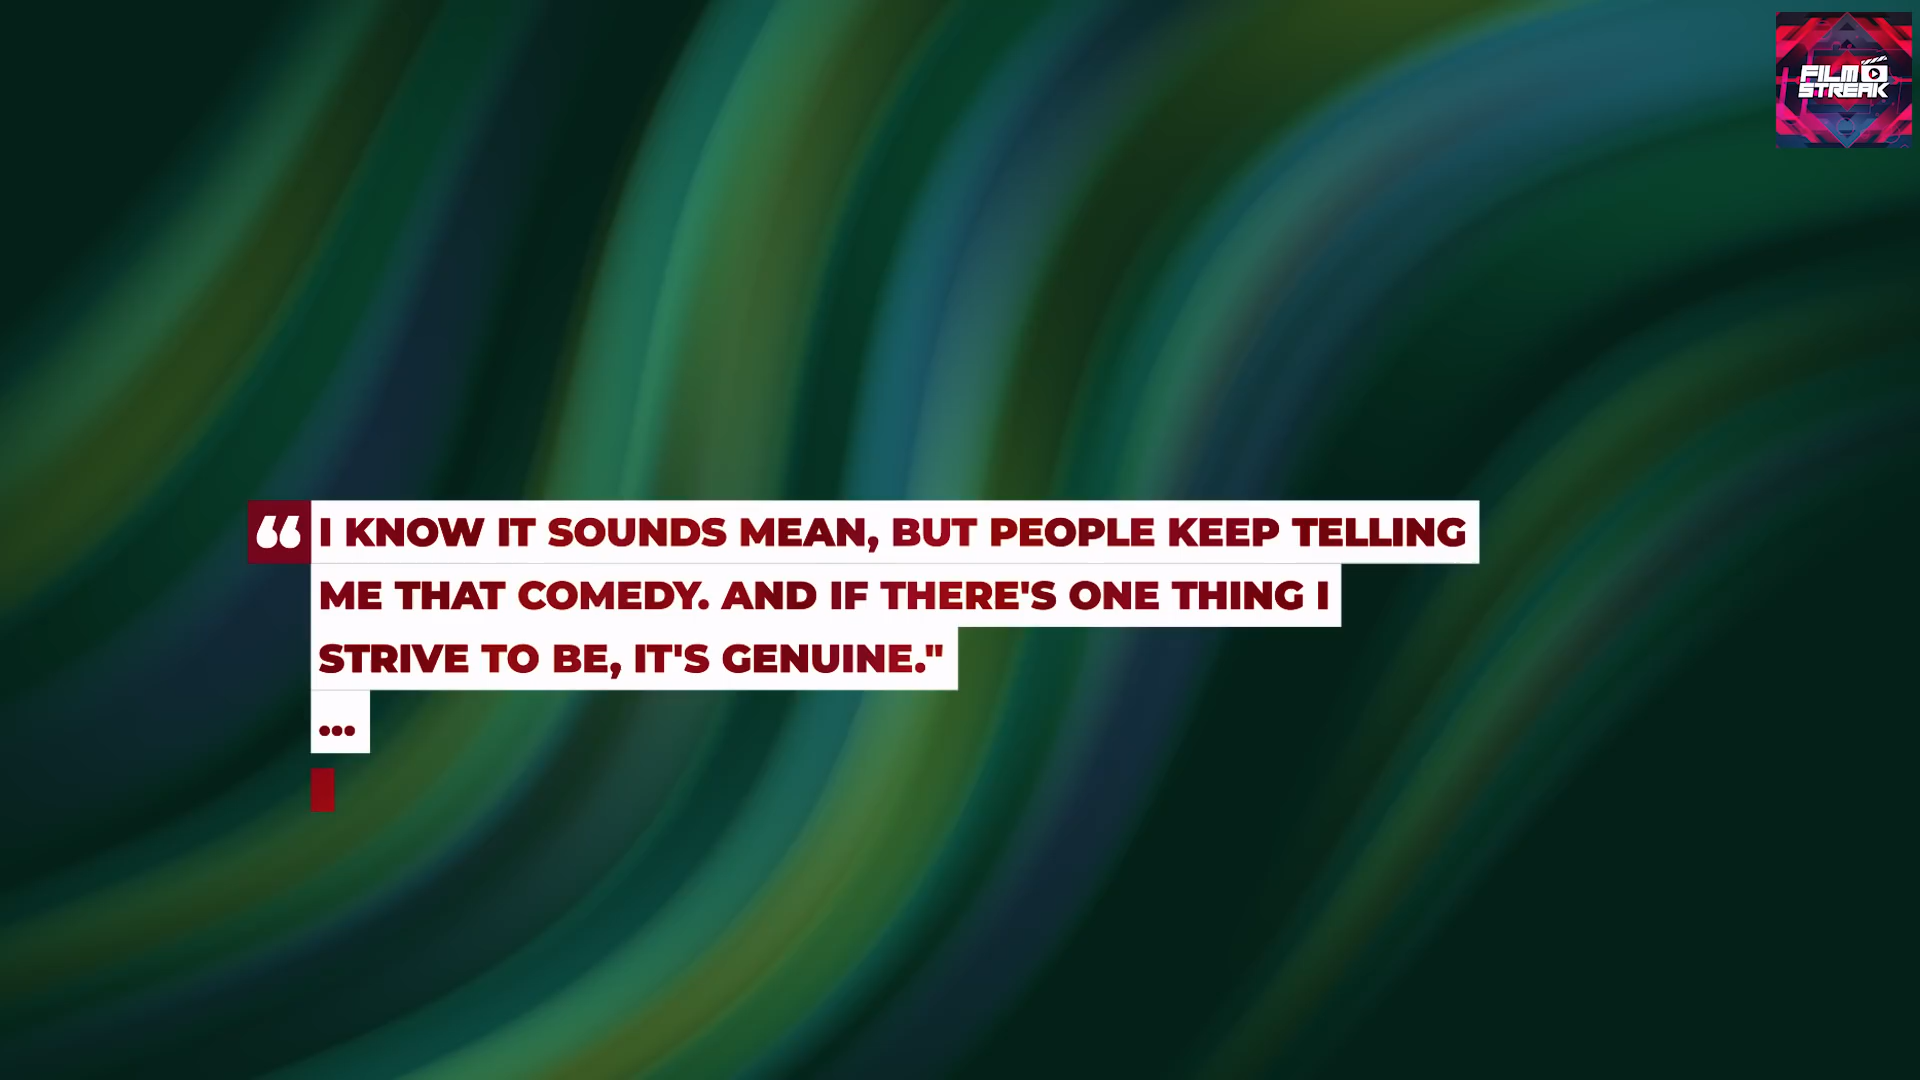 FILM
STREAK
“I KNOW IT SOUNDS MEAN, BUT PEOPLE KEEP TELLING
ME THAT COMEDY. AND IF THERE'S ONE THING I
STRIVE TO BE, IT'S GENUINE."
...